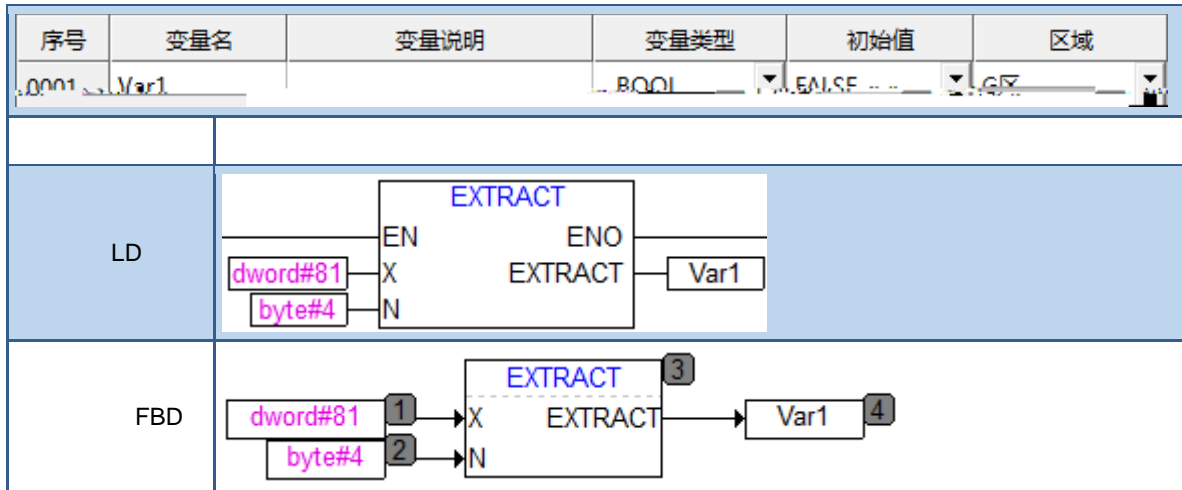 序号 变量名 变量说明 变量类型 初始值 区域
0001 Var1 BOOL FALSE G区
LD
EXTRACT
EN ENO
dword#81 X EXTRACT Var1
byte#4 N
FBD
EXTRACT 3
dword#81 1 X EXTRACT Var1 4
byte#4 2 N